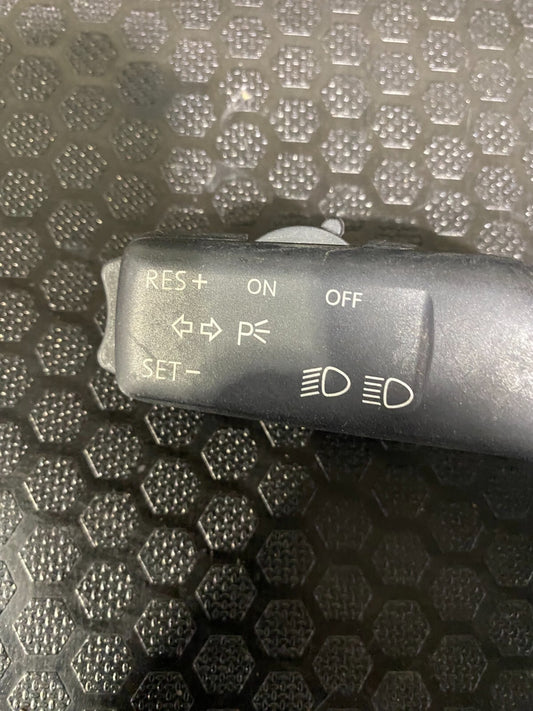 RES + ON OFF
P
SET -